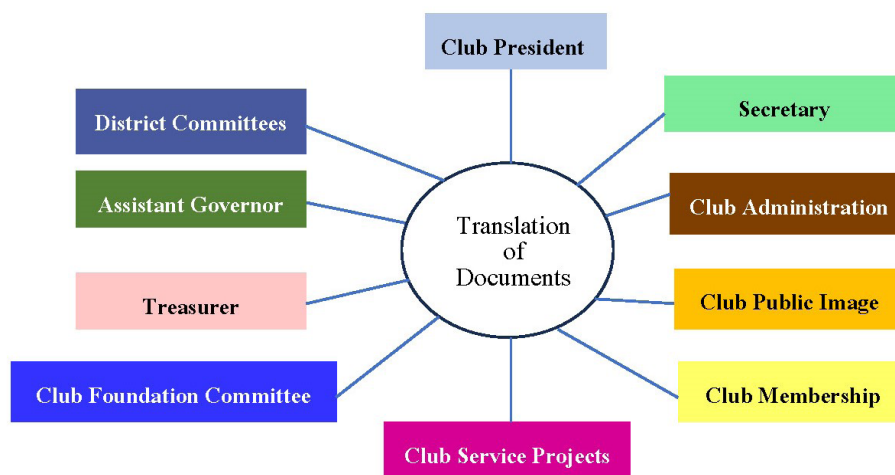 Club President
District Committees
Secretary
Assistant Governor
Club Administration
Translation
of
Documents
Treasurer
Club Public Image
Club Foundation Committee
Club Membership
Club Service Projects